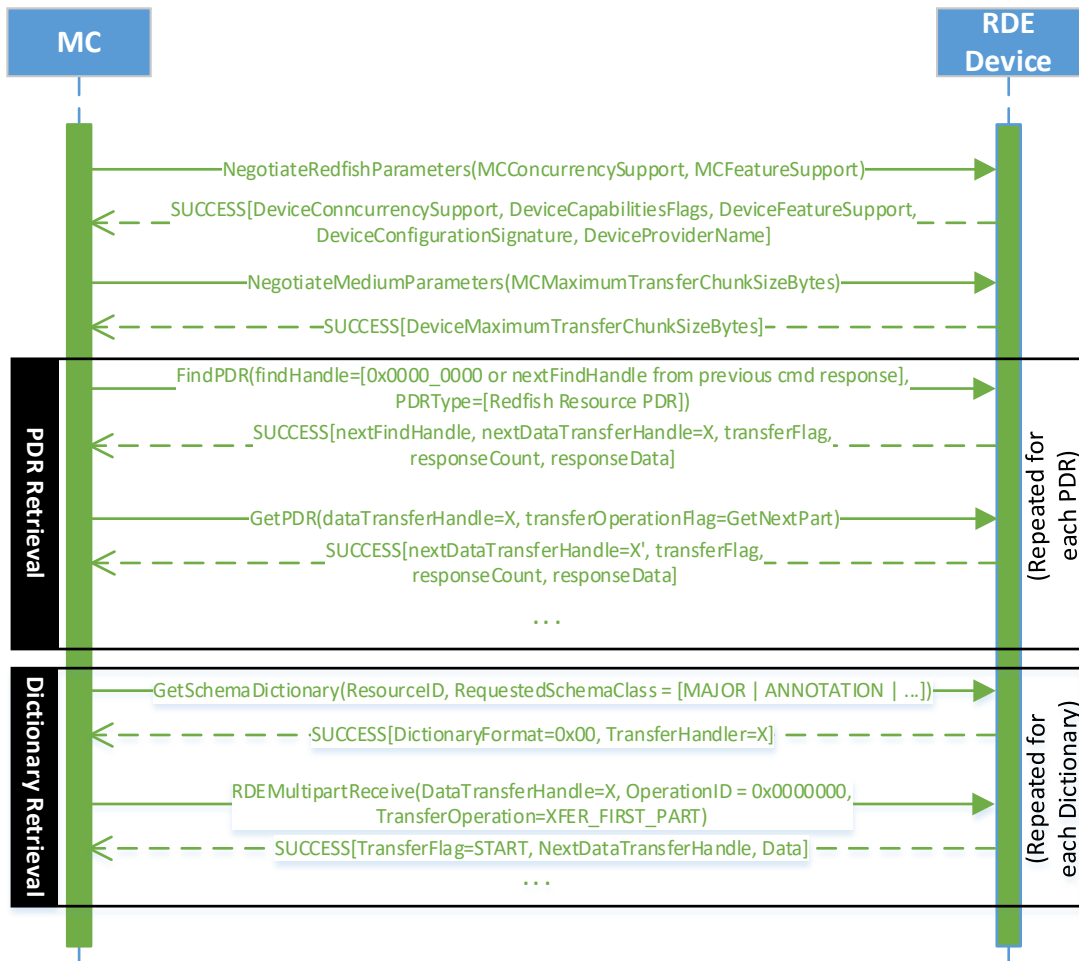 MC
RDE
Device
NegotiateRedfishParameters(MCConcurrencySupport, MCFeatureSupport)
SUCCESS[DeviceConncurrencySupport, DeviceCapabilitiesFlags, DeviceFeatureSupport,
DeviceConfigurationSignature, DeviceProviderName]
NegotiateMediumParameters(MCMaximumTransferChunkSizeBytes)
SUCCESS[DeviceMaximumTransferChunkSizeBytes]
PDR Retrieval
FindPDR(findHandle=[0x0000_0000 or nextFindHandle from previous cmd response],
PDRType=[Redfish Resource PDR])
SUCCESS[nextFindHandle, nextDataTransferHandle=X, transferFlag,
responseCount, responseData]
GetPDR(dataTransferHandle=X, transferOperationFlag=GetNextPart)
SUCCESS[nextDataTransferHandle=X', transferFlag,
responseCount, responseData]
...
(Repeated for
each PDR)
Dictionary Retrieval
GetSchemaDictionary(ResourceID, RequestedSchemaClass = [MAJOR | ANNOTATION | ...])
SUCCESS[DictionaryFormat=0x00, TransferHandler=X]
RDEMultipartReceive(DataTransferHandle=X, OperationID = 0x0000000,
TransferOperation=XFER_FIRST_PART)
SUCCESS[TransferFlag=START, NextDataTransferHandle, Data]
...
(Repeated for
each Dictionary)